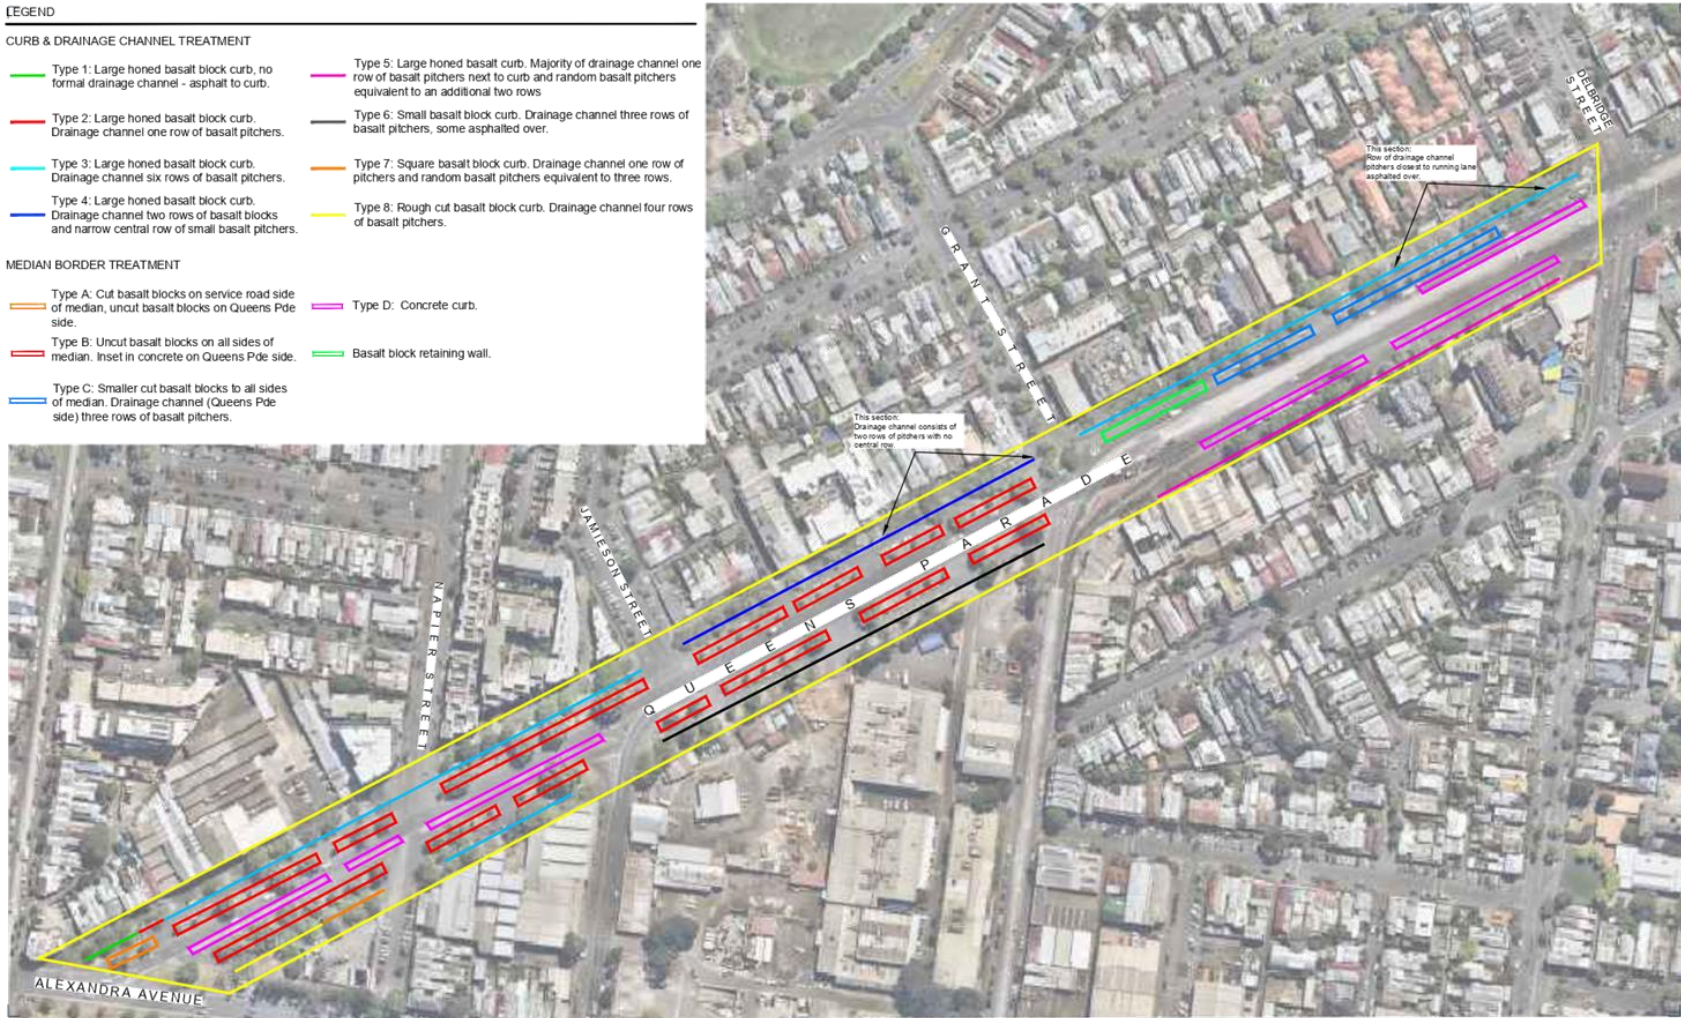 LEGEND
CURB & DRAINAGE CHANNEL TREATMENT
Type 1: Large honed basalt block curb, no
formal drainage channel - asphalt to curb.
Type 2: Large honed basalt block curb.
Drainage channel one row of basalt pitchers.
Type 3: Large honed basalt block curb.
Drainage channel six rows of basalt pitchers.
Type 4: Large honed basalt block curb.
Drainage channel two rows of basalt blocks
and narrow central row of small basalt pitchers.
Type 5: Large honed basalt curb. Majority of drainage channel one
row of basalt pitchers next to curb and random basalt pitchers
equivalent to an additional two rows
Type 6: Small basalt block curb. Drainage channel three rows of
basalt pitchers, some asphalted over.
Type 7: Square basalt block curb. Drainage channel one row of
pitchers and random basalt pitchers equivalent to three rows.
Type 8: Rough cut basalt block curb. Drainage channel four rows
of basalt pitchers.
MEDIAN BORDER TREATMENT
Type A: Cut basalt blocks on service road side
of median, uncut basalt blocks on Queens Pde
side.
Type B: Uncut basalt blocks on all sides of
median. Inset in concrete on Queens Pde side.
Type C: Smaller cut basalt blocks to all sides
of median. Drainage channel (Queens Pde
side) three rows of basalt pitchers.
Type D: Concrete curb.
Basalt block retaining wall.
DELBRIDGE
STREET
This section:
Row of drainage channel
pitchers closest to running lane
asphalted over.
GRANT STREET
This section:
Drainage channel consists of
two rows of pitchers with no
central row.
JAMIESON STREET
NAPIER STREET
QUEENS PARADE
ALEXANDRA AVENUE